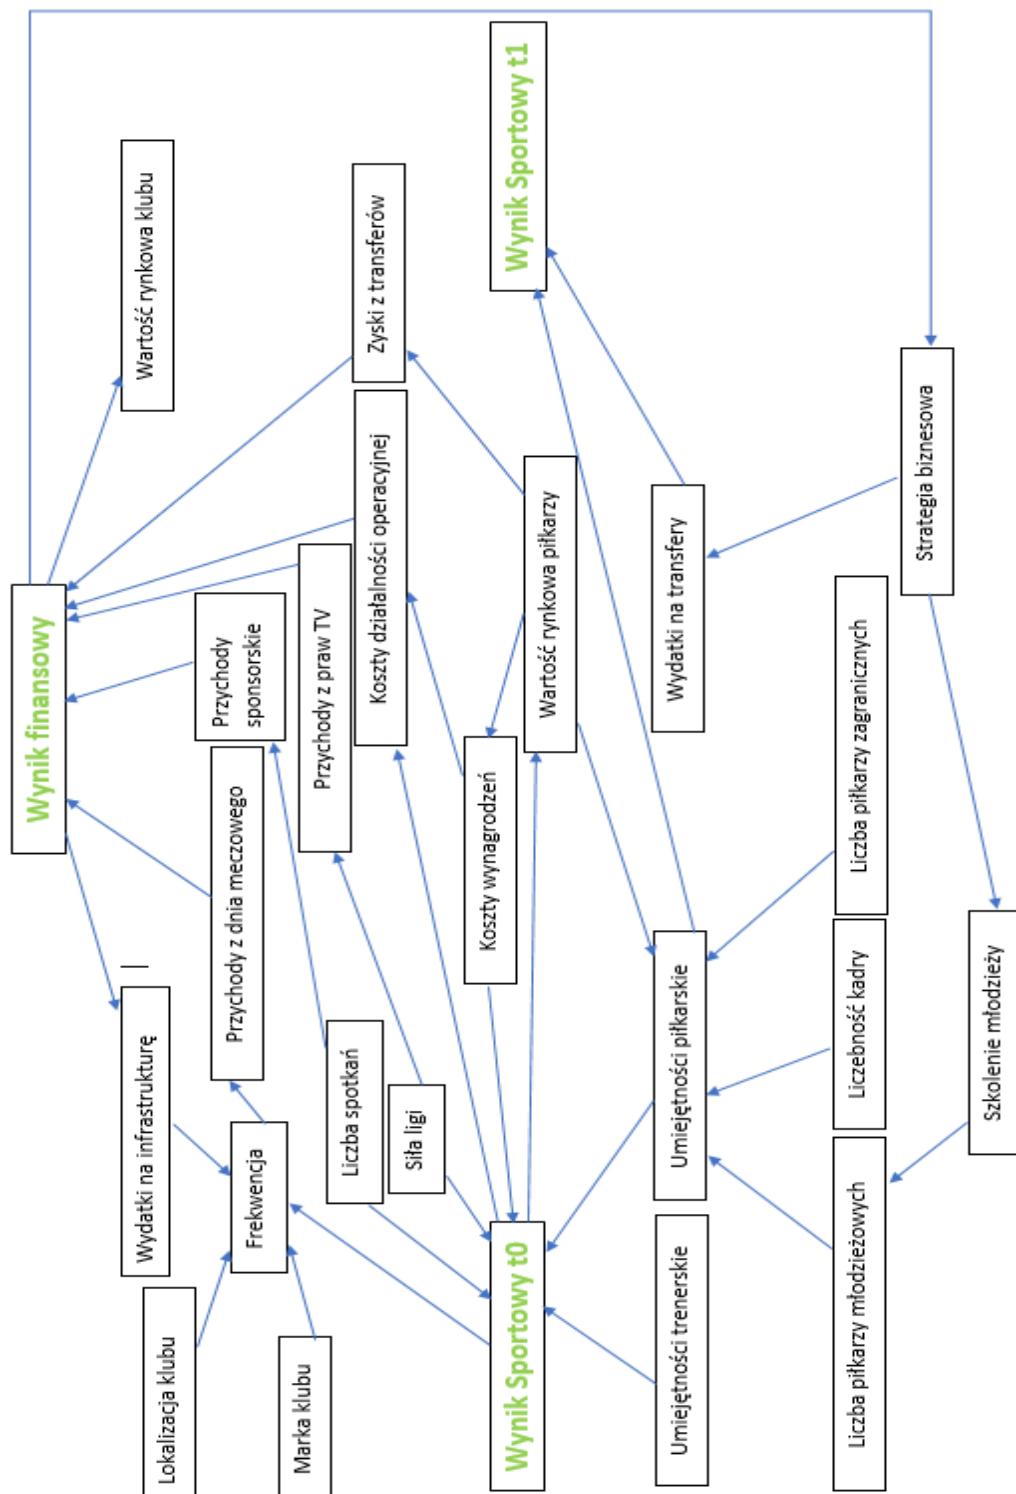 Wynik finansowy
Wartość rynkowa klubu
Wydatki na infrastrukturę
Lokalizacja klubu
Przychody z dnia meczowego
Przychody
sponsorskie
Frekwencja
Marka klubu
Przychody z praw TV
Liczba spotkań
Zyski z transferów
Koszty działalności operacyjnej
Siła ligi
Koszty wynagrodzeń
Wynik Sportowy t1
Wynik Sportowy t0
Wartość rynkowa piłkarzy
Wydatki na transfery
Umiejętności piłkarskie
Umiejętności trenerskie
Liczba piłkarzy zagranicznych
Liczebność kadry
Liczba piłkarzy młodzieżowych
Strategia biznesowa
Szkolenie młodzieży